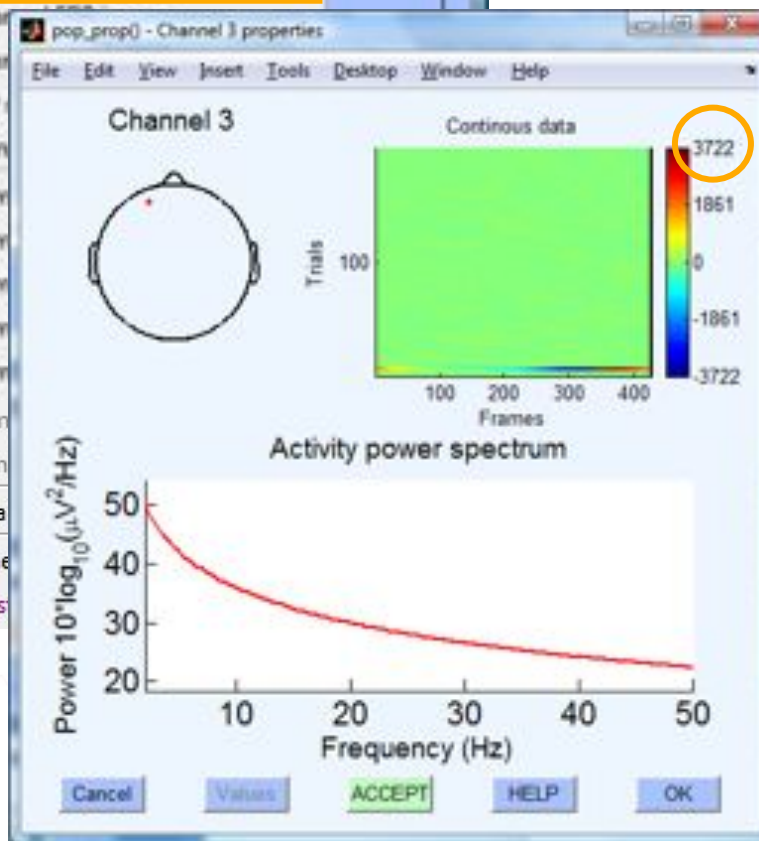 pop_prop() - Channel 3 properties
File Edit View Insert Tools Desktop Window Help
Channel 3
Continous data
3722
1861
0
-1861
-3722
Trials
100
100 200 300 400
Frames
Activity power spectrum
Power 10*log10(μV²/Hz)
50
40
30
20
10 20 30 40 50
Frequency (Hz)
Cancel Values ACCEPT HELP OK